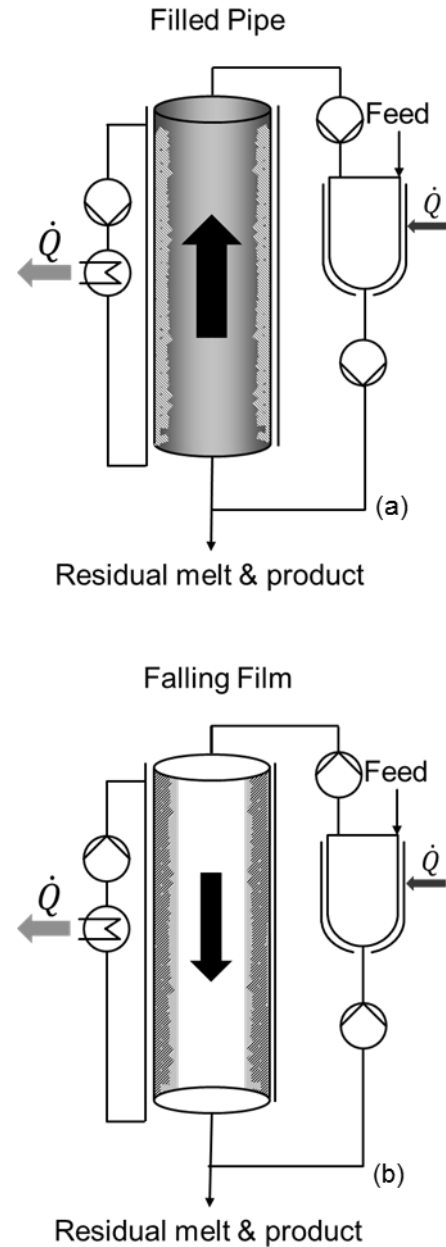 Filled Pipe
Feed
Q̇
Q̇
(a)
Residual melt & product
Falling Film
Feed
Q̇
Q̇
(b)
Residual melt & product